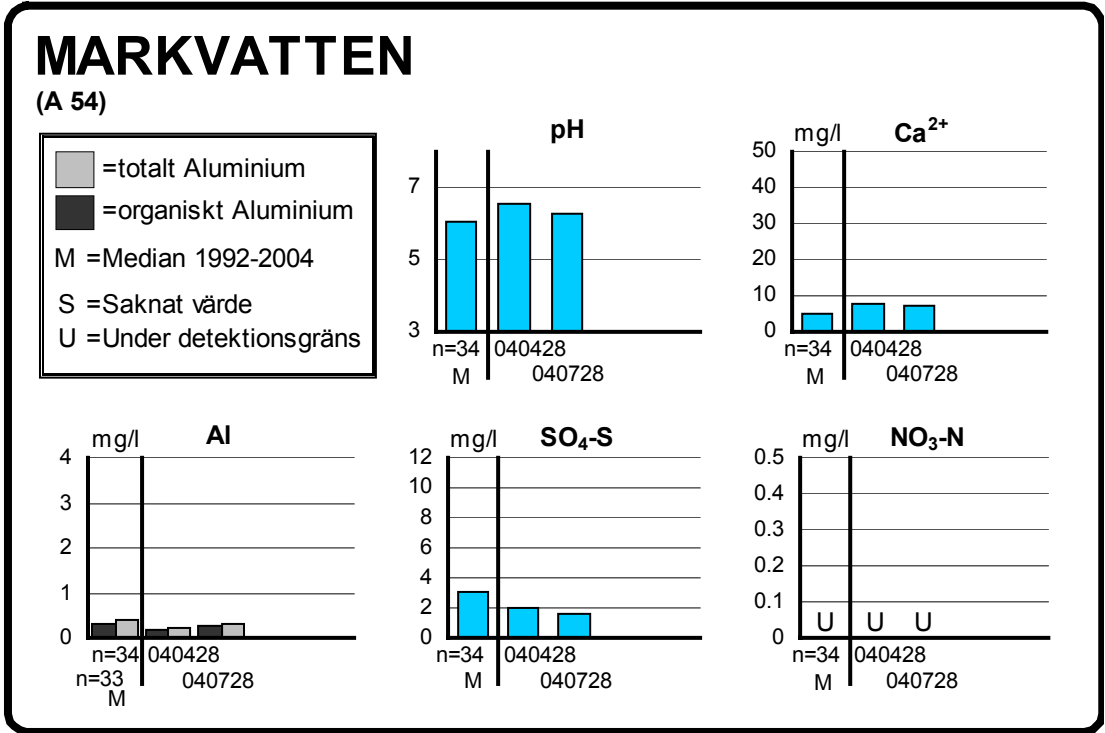 MARKVATTEN
(A 54)
=totalt Aluminium
=organiskt Aluminium
M =Median 1992-2004
S =Saknat värde
U =Under detektionsgräns
pH
7
5
3
n=34 040428
M 040728
mg/l Ca²⁺
50
40
30
20
10
0
n=34 040428
M 040728
mg/l Al
4
3
2
1
0
n=34 040428
n=33 040728
M
mg/l SO₄-S
12
10
8
6
4
2
0
n=34 040428
M 040728
mg/l NO₃-N
0.5
0.4
0.3
0.2
0.1
0
U U U
n=34 040428
M 040728